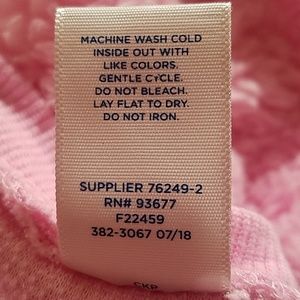 MACHINE WASH COLD
INSIDE OUT WITH
LIKE COLORS.
GENTLE CYCLE.
DO NOT BLEACH.
LAY FLAT TO DRY.
DO NOT IRON.
SUPPLIER 76249-2
RN# 93677
F22459
382-3067 07/18